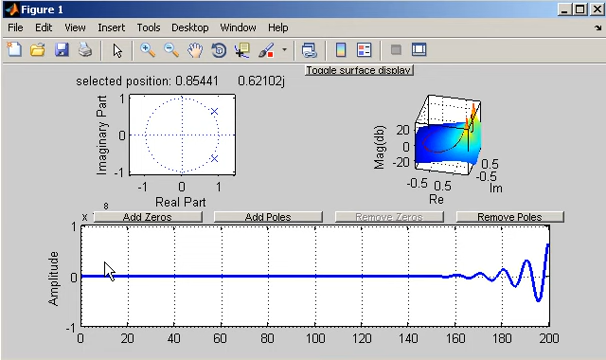 Figure 1
File Edit View Insert Tools Desktop Window Help
selected position: 0.85441 0.62102j
Toggle surface display
Imaginary Part
1
0
-1
-1 0 1
Real Part
Mag(db)
20
0
-20
-0.5 0.5
Re
0.5
-0.5
Im
x 8
Add Zeros Add Poles Remove Zeros Remove Poles
Amplitude
1
0
-1
0 20 40 60 80 100 120 140 160 180 200